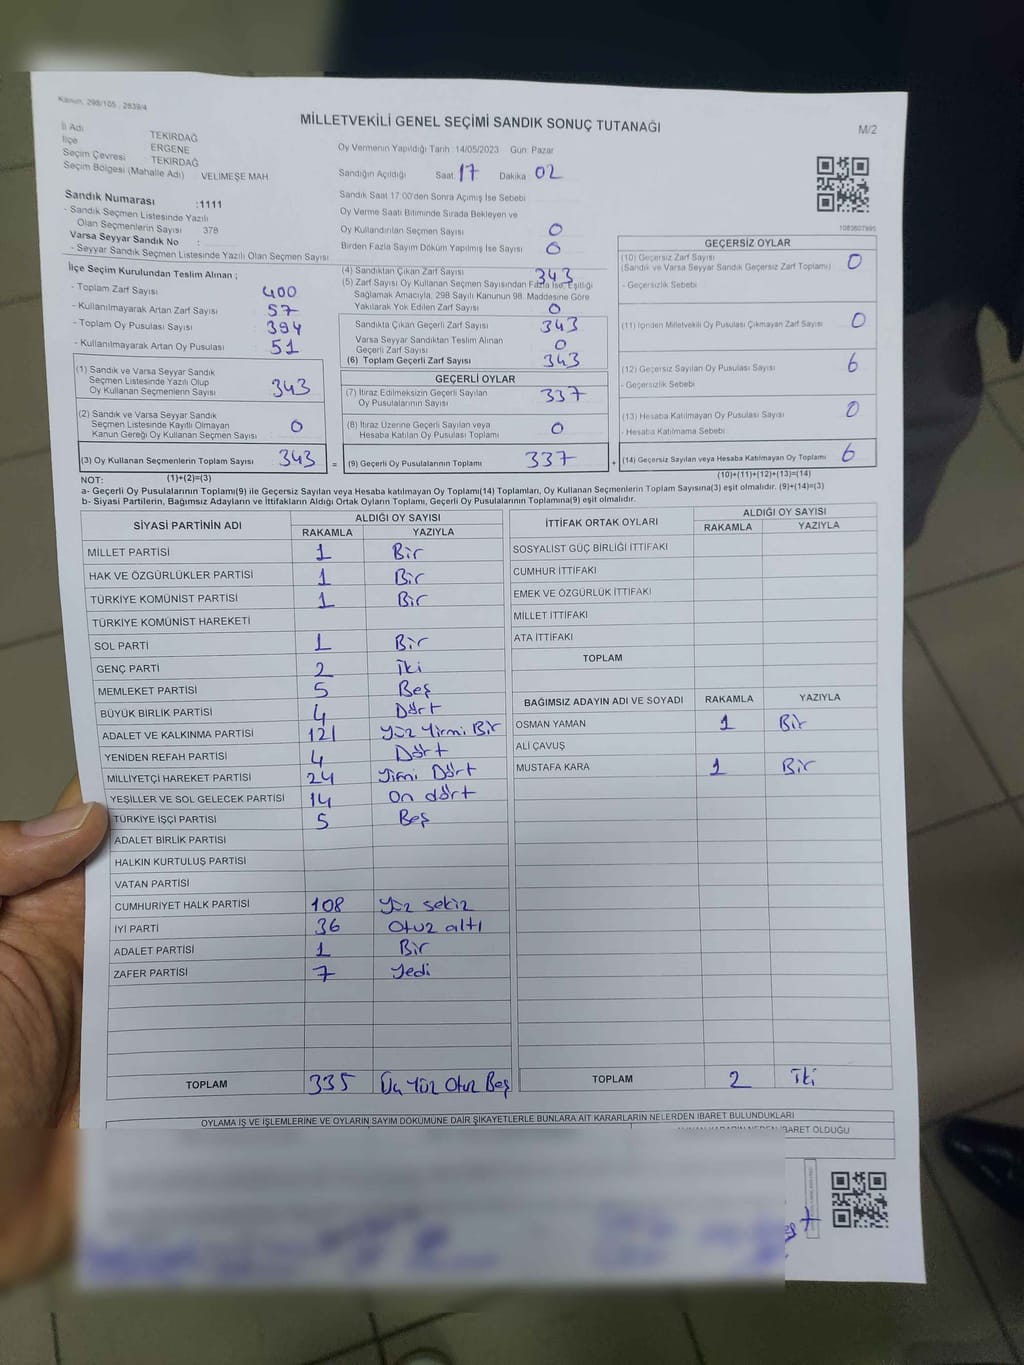 Kanun, 298/105 , 2839/4
MİLLETVEKİLİ GENEL SEÇİMİ SANDIK SONUÇ TUTANAĞI
M/2
İl Adı TEKİRDAĞ
İlçe ERGENE
Seçim Çevresi TEKİRDAĞ
Seçim Bölgesi (Mahalle Adı) VELİMEŞE MAH
Oy Vermenin Yapıldığı Tarih :14/05/2023 Gün: Pazar
Sandığın Açıldığı Saat 17 Dakika 02
Sandık Numarası :1111
- Sandık Seçmen Listesinde Yazılı
Olan Seçmenlerin Sayısı 378
Varsa Seyyar Sandık No :
- Seyyar Sandık Seçmen Listesinde Yazılı Olan Seçmen Sayısı
Sandık Saat 17:00'den Sonra Açılmış İse Sebebi
Oy Verme Saati Bitiminde Sırada Bekleyen ve
Oy Kullandırılan Seçmen Sayısı 0
Birden Fazla Sayım Döküm Yapılmış İse Sayısı 0
1083607995
İlçe Seçim Kurulundan Teslim Alınan ;
- Toplam Zarf Sayısı 400
- Kullanılmayarak Artan Zarf Sayısı 57
- Toplam Oy Pusulası Sayısı 394
- Kullanılmayarak Artan Oy Pusulası 51
(1) Sandık ve Varsa Seyyar Sandık
Seçmen Listesinde Yazılı Olup
Oy Kullanan Seçmenlerin Sayısı 343
(2) Sandık ve Varsa Seyyar Sandık
Seçmen Listesinde Kayıtlı Olmayan
Kanun Gereği Oy Kullanan Seçmen Sayısı 0
(3) Oy Kullanan Seçmenlerin Toplam Sayısı 343 =
(4) Sandıktan Çıkan Zarf Sayısı 343
(5) Zarf Sayısı Oy Kullanan Seçmen Sayısından Fazla İse, Eşitliği
Sağlamak Amacıyla, 298 Sayılı Kanunun 98. Maddesine Göre
Yakılarak Yok Edilen Zarf Sayısı 0
Sandıkta Çıkan Geçerli Zarf Sayısı 343
Varsa Seyyar Sandıktan Teslim Alınan
Geçerli Zarf Sayısı 0
(6) Toplam Geçerli Zarf Sayısı 343
GEÇERLİ OYLAR
(7) İtiraz Edilmeksizin Geçerli Sayılan
Oy Pusulalarının Sayısı 337
(8) İtiraz Üzerine Geçerli Sayılan veya
Hesaba Katılan Oy Pusulası Toplamı 0
(9) Geçerli Oy Pusulalarının Toplamı 337 +
GEÇERSİZ OYLAR
(10) Geçersiz Zarf Sayısı 0
(Sandık ve Varsa Seyyar Sandık Geçersiz Zarf Toplamı)
- Geçersizlik Sebebi
(11) İçinden Milletvekili Oy Pusulası Çıkmayan Zarf Sayısı 0
(12) Geçersiz Sayılan Oy Pusulası Sayısı 6
- Geçersizlik Sebebi
(13) Hesaba Katılmayan Oy Pusulası Sayısı 0
- Hesaba Katılmama Sebebi
(14) Geçersiz Sayılan veya Hesaba Katılmayan Oy Toplamı 6
NOT: (1)+(2)=(3) (10)+(11)+(12)+(13)=(14)
a- Geçerli Oy Pusulalarının Toplamı(9) ile Geçersiz Sayılan veya Hesaba katılmayan Oy Toplamı(14) Toplamları, Oy Kullanan Seçmenlerin Toplam Sayısına(3) eşit olmalıdır. (9)+(14)=(3)
b- Siyasi Partilerin, Bağımsız Adayların ve İttifakların Aldığı Ortak Oyların Toplamı, Geçerli Oy Pusulalarının Toplamına(9) eşit olmalıdır.
SİYASİ PARTİNİN ADI ALDIĞI OY SAYISI
RAKAMLA YAZIYLA
MİLLET PARTİSİ 1 Bir
HAK VE ÖZGÜRLÜKLER PARTİSİ 1 Bir
TÜRKİYE KOMÜNİST PARTİSİ 1 Bir
TÜRKİYE KOMÜNİST HAREKETİ
SOL PARTİ 1 Bir
GENÇ PARTİ 2 İki
MEMLEKET PARTİSİ 5 Beş
BÜYÜK BİRLİK PARTİSİ 4 Dört
ADALET VE KALKINMA PARTİSİ 121 Yüz Yirmi Bir
YENİDEN REFAH PARTİSİ 4 Dört
MİLLİYETÇİ HAREKET PARTİSİ 24 Yirmi Dört
YEŞİLLER VE SOL GELECEK PARTİSİ 14 On dört
TÜRKİYE İŞÇİ PARTİSİ 5 Beş
ADALET BİRLİK PARTİSİ
HALKIN KURTULUŞ PARTİSİ
VATAN PARTİSİ
CUMHURİYET HALK PARTİSİ 108 Yüz sekiz
İYİ PARTİ 36 Otuz altı
ADALET PARTİSİ 1 Bir
ZAFER PARTİSİ 7 Yedi
TOPLAM 335 Üç Yüz Otuz Beş
İTTİFAK ORTAK OYLARI ALDIĞI OY SAYISI
RAKAMLA YAZIYLA
SOSYALİST GÜÇ BİRLİĞİ İTTİFAKI
CUMHUR İTTİFAKI
EMEK VE ÖZGÜRLÜK İTTİFAKI
MİLLET İTTİFAKI
ATA İTTİFAKI
TOPLAM
BAĞIMSIZ ADAYIN ADI VE SOYADI RAKAMLA YAZIYLA
OSMAN YAMAN 1 Bir
ALİ ÇAVUŞ
MUSTAFA KARA 1 Bir
TOPLAM 2 İki
OYLAMA İŞ VE İŞLEMLERİNE VE OYLARIN SAYIM DÖKÜMÜNE DAİR ŞİKAYETLERLE BUNLARA AİT KARARLARIN NELERDEN İBARET BULUNDUKLARI
İBARET OLDUĞU